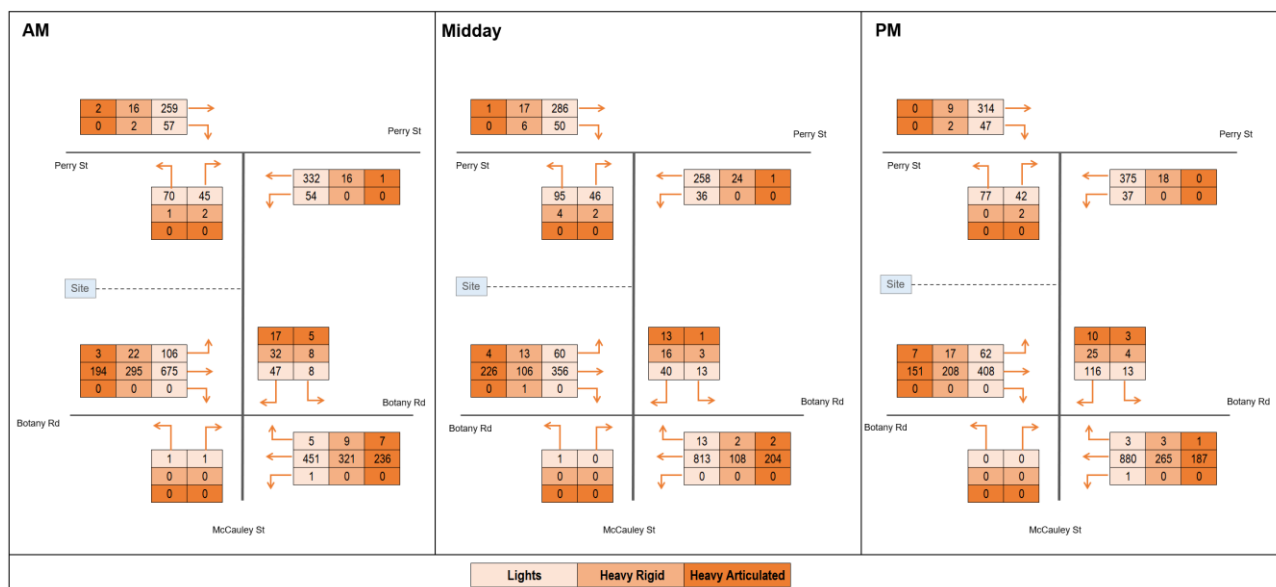 AM
2 16 259
0 2 57
Perry St
Perry St
332 16 1
54 0 0
70 45
1 2
0 0
Site
17 5
32 8
47 8
3 22 106
194 295 675
0 0 0
Botany Rd
Botany Rd
5 9 7
451 321 236
1 0 0
1 1
0 0
0 0
McCauley St
Midday
1 17 286
0 6 50
Perry St
Perry St
258 24 1
36 0 0
95 46
4 2
0 0
Site
13 1
16 3
40 13
4 13 60
226 106 356
0 1 0
Botany Rd
Botany Rd
13 2 2
813 108 204
0 0 0
1 0
0 0
0 0
McCauley St
PM
0 9 314
0 2 47
Perry St
Perry St
375 18 0
37 0 0
77 42
0 2
0 0
Site
10 3
25 4
116 13
7 17 62
151 208 408
0 0 0
Botany Rd
Botany Rd
3 3 1
880 265 187
1 0 0
0 0
0 0
0 0
McCauley St
Lights Heavy Rigid Heavy Articulated